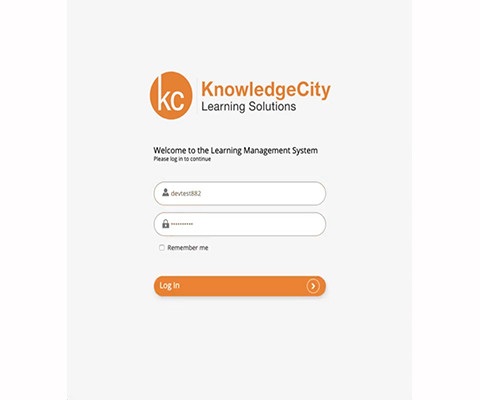 kc
KnowledgeCity
Learning Solutions
Welcome to the Learning Management System
Please log in to continue
devtest882
••••••••••
Remember me
Log in